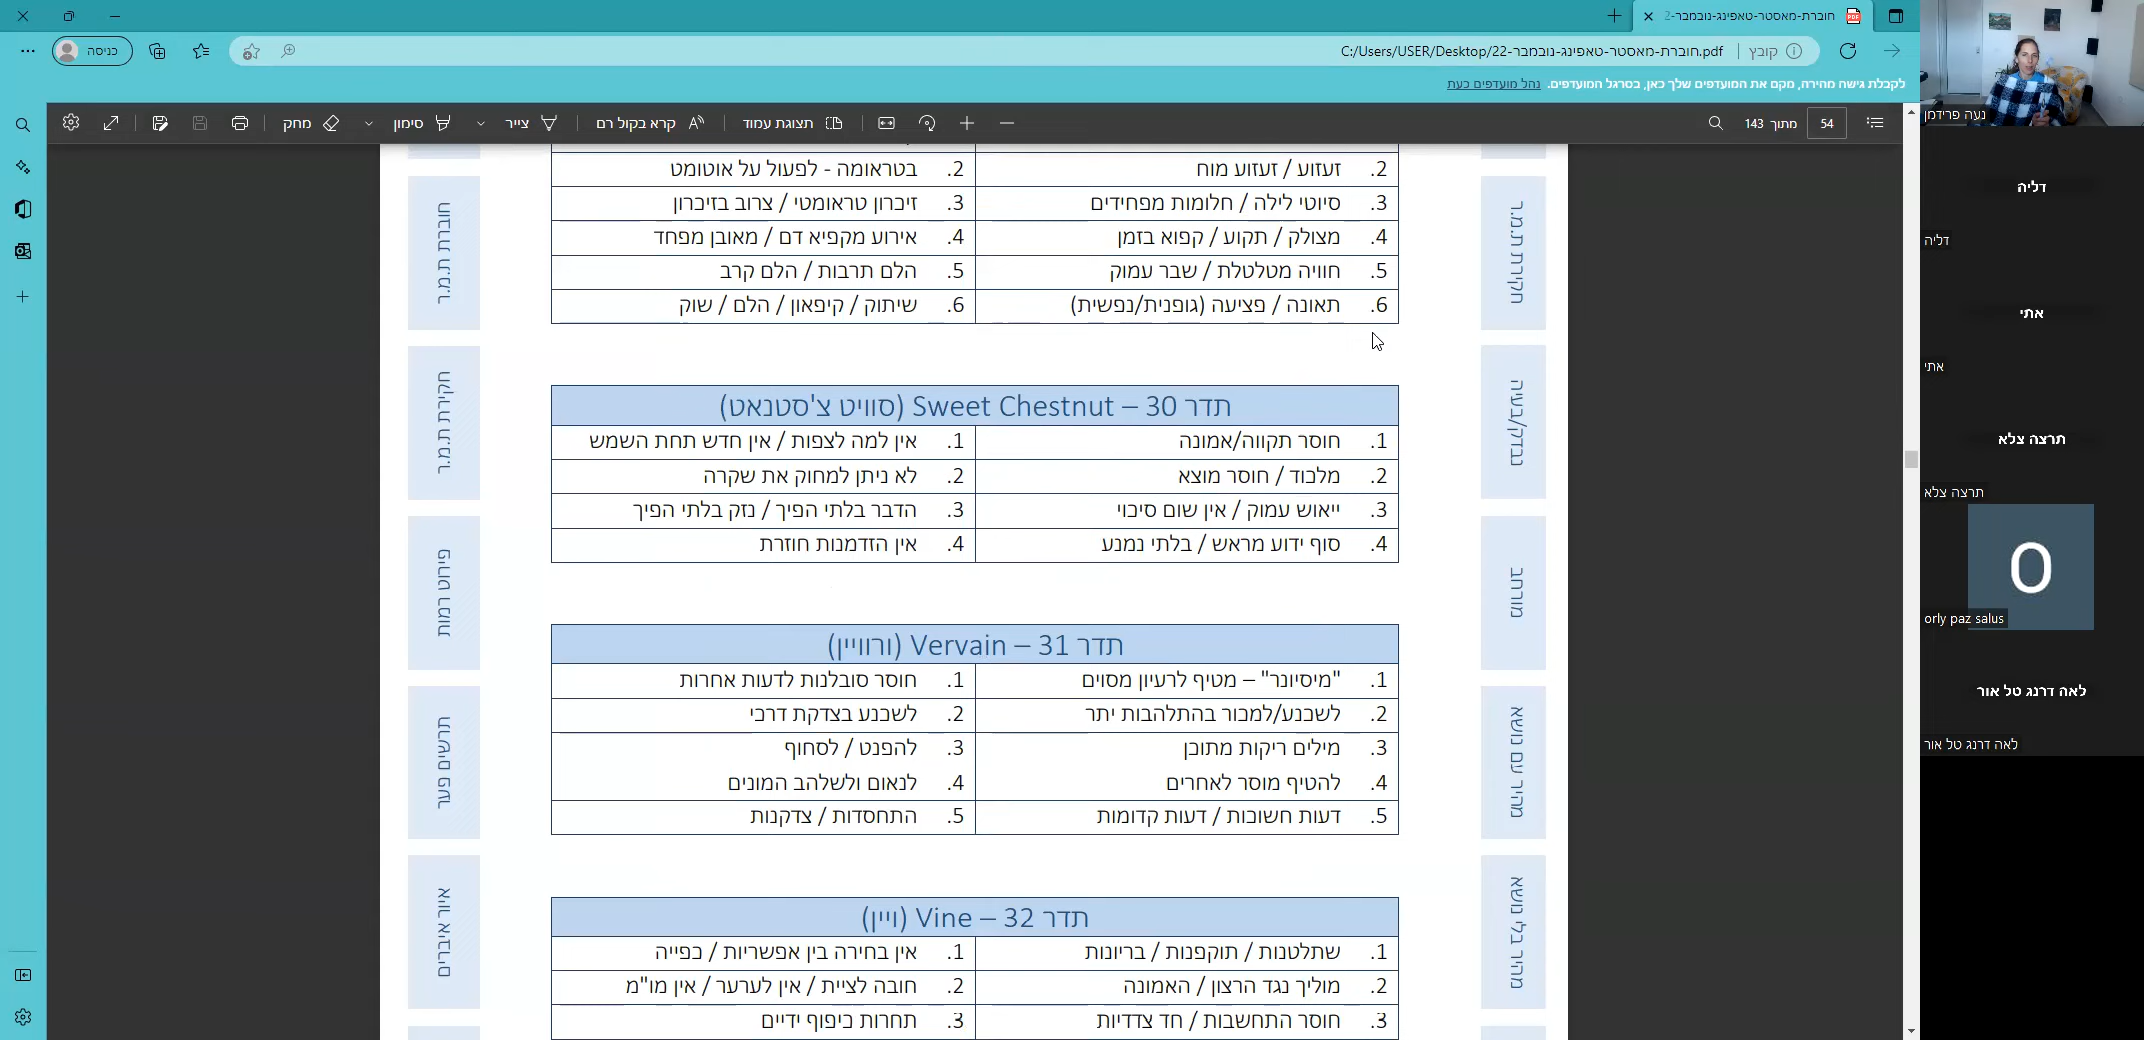 חוברת-מאסטר-טאפינג-נובמבר-2
כניסה
קובץ
C:/Users/USER/Desktop/חוברת-מאסטר-טאפינג-נובמבר-22.pdf
לקבלת גישה מהירה, מקם את המועדפים שלך כאן, בסרגל המועדפים. נהל מועדפים כעת
54 מתוך 143
תצוגת עמוד
קרא בקול רם
צייר
סימון
מחק
2. זעזוע / זעזוע מוח
2. בטראומה - לפעול על אוטומט
3. סיוטי לילה / חלומות מפחידים
3. זיכרון טראומטי / צרוב בזיכרון
4. מצולק / תקוע / קפוא בזמן
4. אירוע מקפיא דם / מאובן מפחד
5. חוויה מטלטלת / שבר עמוק
5. הלם תרבות / הלם קרב
6. תאונה / פציעה (גופנית/נפשית)
6. שיתוק / קיפאון / הלם / שוק
תדר 30 – Sweet Chestnut (סוויט צ'סטנאט)
1. חוסר תקווה/אמונה
1. אין למה לצפות / אין חדש תחת השמש
2. מלכוד / חוסר מוצא
2. לא ניתן למחוק את שקרה
3. ייאוש עמוק / אין שום סיכוי
3. הדבר בלתי הפיך / נזק בלתי הפיך
4. סוף ידוע מראש / בלתי נמנע
4. אין הזדמנות חוזרת
תדר 31 – Vervain (ורוויין)
1. "מיסיונר" – מטיף לרעיון מסוים
1. חוסר סובלנות לדעות אחרות
2. לשכנע/למכור בהתלהבות יתר
2. לשכנע בצדקת דרכי
3. מילים ריקות מתוכן
3. להפנט / לסחוף
4. להטיף מוסר לאחרים
4. לנאום ולשלהב המונים
5. דעות חשוכות / דעות קדומות
5. התחסדות / צדקנות
תדר 32 – Vine (ויין)
1. שתלטנות / תוקפנות / בריונות
1. אין בחירה בין אפשריות / כפייה
2. מוליך נגד הרצון / האמונה
2. חובה לציית / אין לערער / אין מו"מ
3. חוסר התחשבות / חד צדדיות
3. תחרות כיפוף ידיים
חקירת ת.מ.ר
נבדק/בעיה
מורחב
מהיר עם נושא
מהיר בלי נושא
חוברת ת.מ.ר
חקירת ת.מ.ר
פירוט רמות
תרשים פער
איור איברים
נעה פרידמן
דליה
דליה
אתי
אתי
תרצה צלא
תרצה צלא
O
orly paz salus
לאה דרנג טל אור
לאה דרנג טל אור